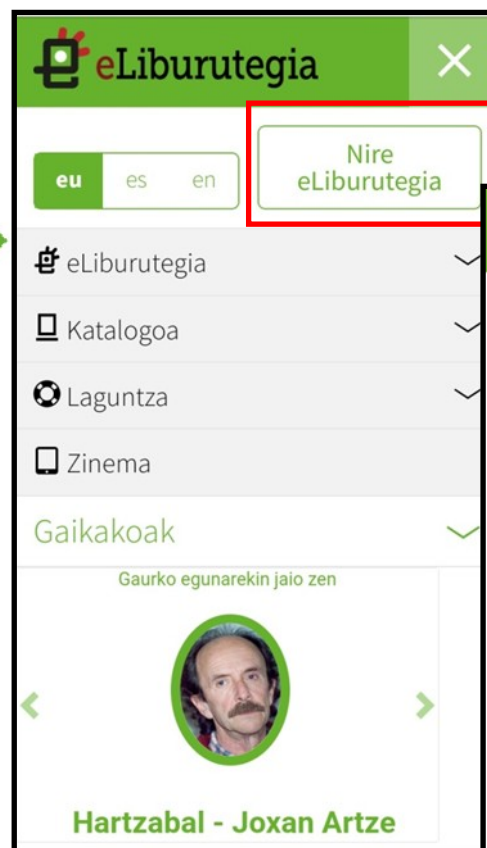 eLiburutegia
eu es en
Nire
eLiburutegia
eLiburutegia
Katalogoa
Laguntza
Zinema
Gaikakoak
Gaurko egunarekin jaio zen
Hartzabal - Joxan Artze